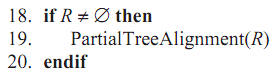 18. if R ≠ ∅ then
19. PartialTreeAlignment(R)
20. endif